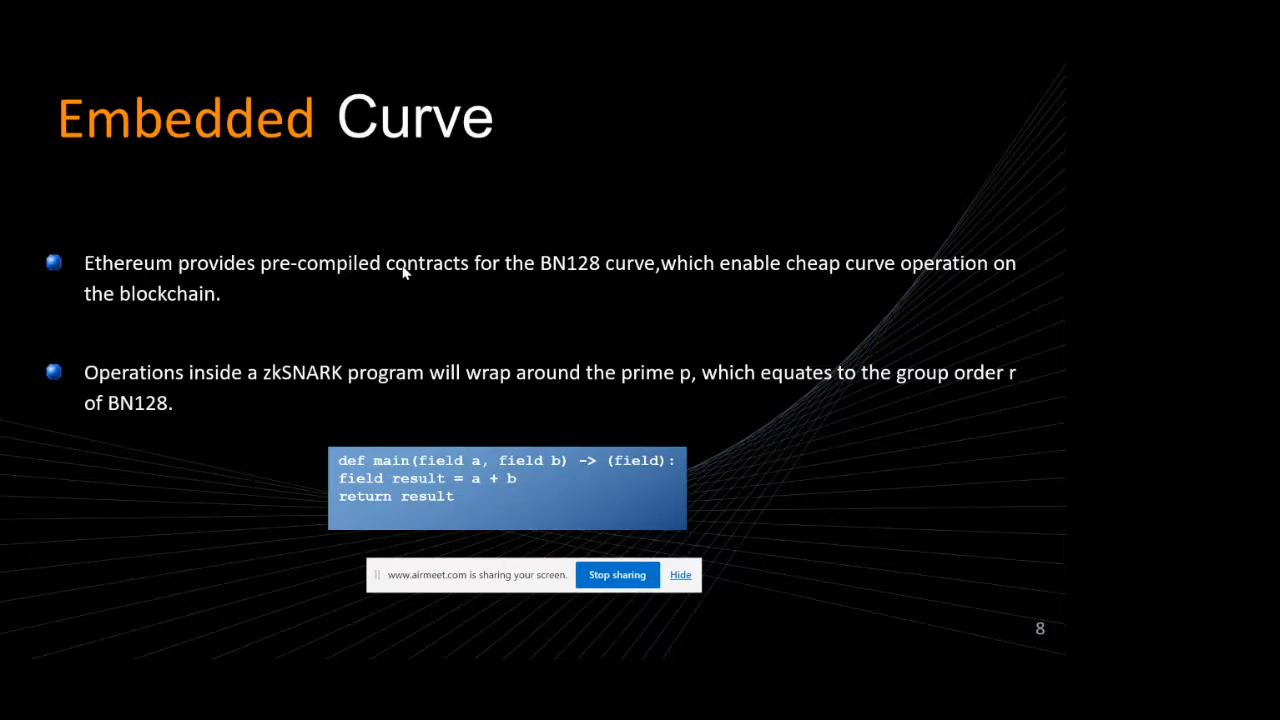 Embedded Curve
Ethereum provides pre-compiled contracts for the BN128 curve,which enable cheap curve operation on
the blockchain.
Operations inside a zkSNARK program will wrap around the prime p, which equates to the group order r
of BN128.
def main(field a, field b) -> (field):
field result = a + b
return result
www.airmeet.com is sharing your screen.
Stop sharing
Hide
8